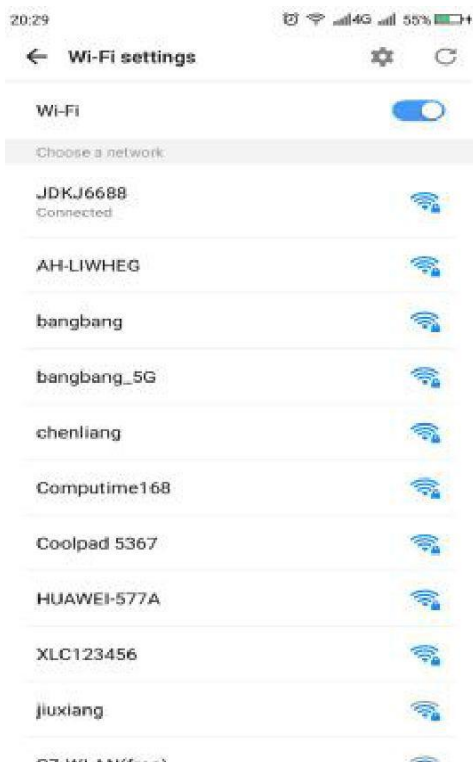 20:29 4G 55%
Wi-Fi settings
Wi-Fi
Choose a network
JDKJ6688
Connected
AH-LIWHEG
bangbang
bangbang_5G
chenliang
Computime168
Coolpad 5367
HUAWEI-577A
XLC123456
jiuxiang